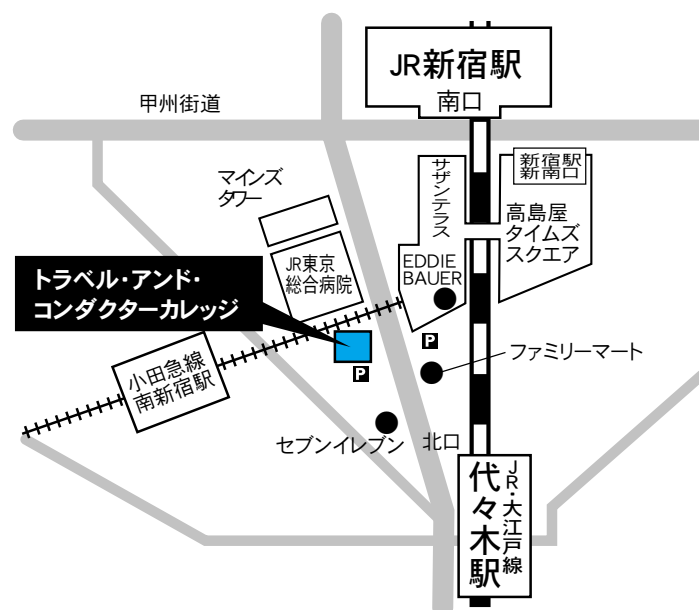 JR新宿駅
南口
甲州街道
新宿駅
新南口
サザンテラス
マインズ
タワー
高島屋
タイムズ
スクエア
JR東京
総合病院
EDDIE
BAUER
トラベル・アンド・
コンダクターカレッジ
P
ファミリーマート
小田急線
南新宿駅
P
セブンイレブン
北口
JR・大江戸線
代々木駅